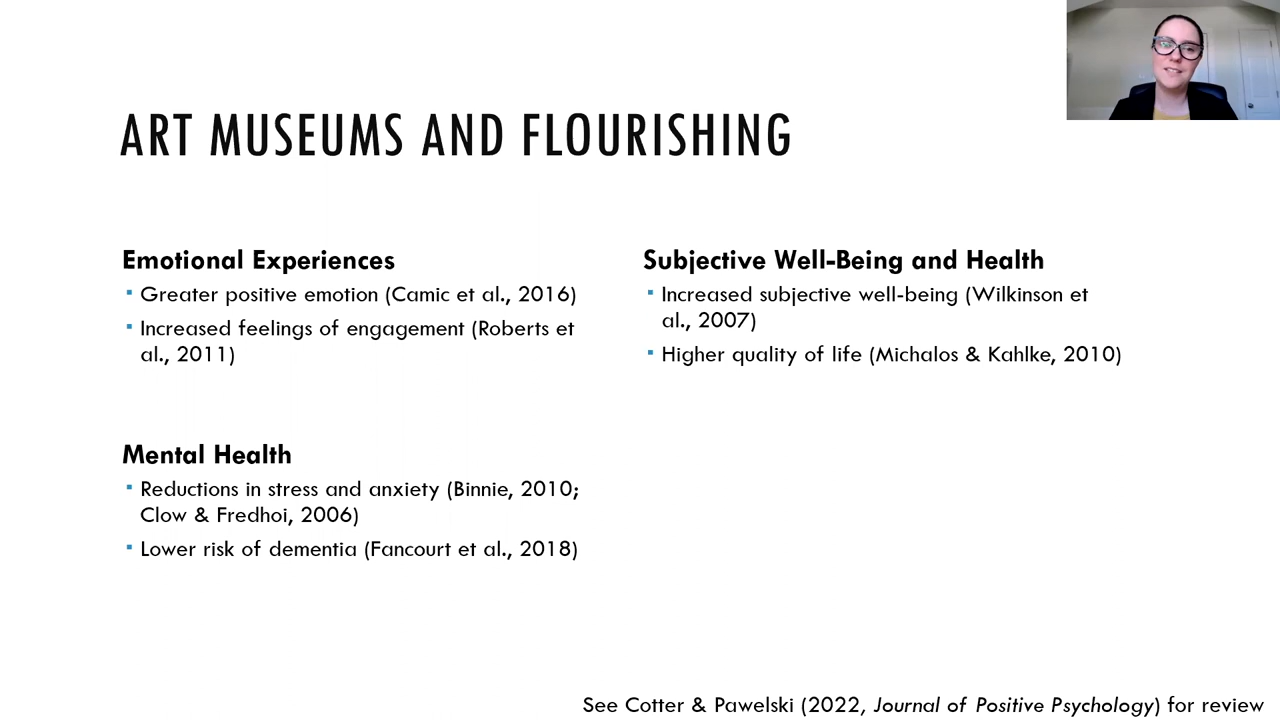 ART MUSEUMS AND FLOURISHING
Emotional Experiences
▪ Greater positive emotion (Camic et al., 2016)
▪ Increased feelings of engagement (Roberts et
al., 2011)
Mental Health
▪ Reductions in stress and anxiety (Binnie, 2010;
Clow & Fredhoi, 2006)
▪ Lower risk of dementia (Fancourt et al., 2018)
Subjective Well-Being and Health
▪ Increased subjective well-being (Wilkinson et
al., 2007)
▪ Higher quality of life (Michalos & Kahlke, 2010)
See Cotter & Pawelski (2022, Journal of Positive Psychology) for review